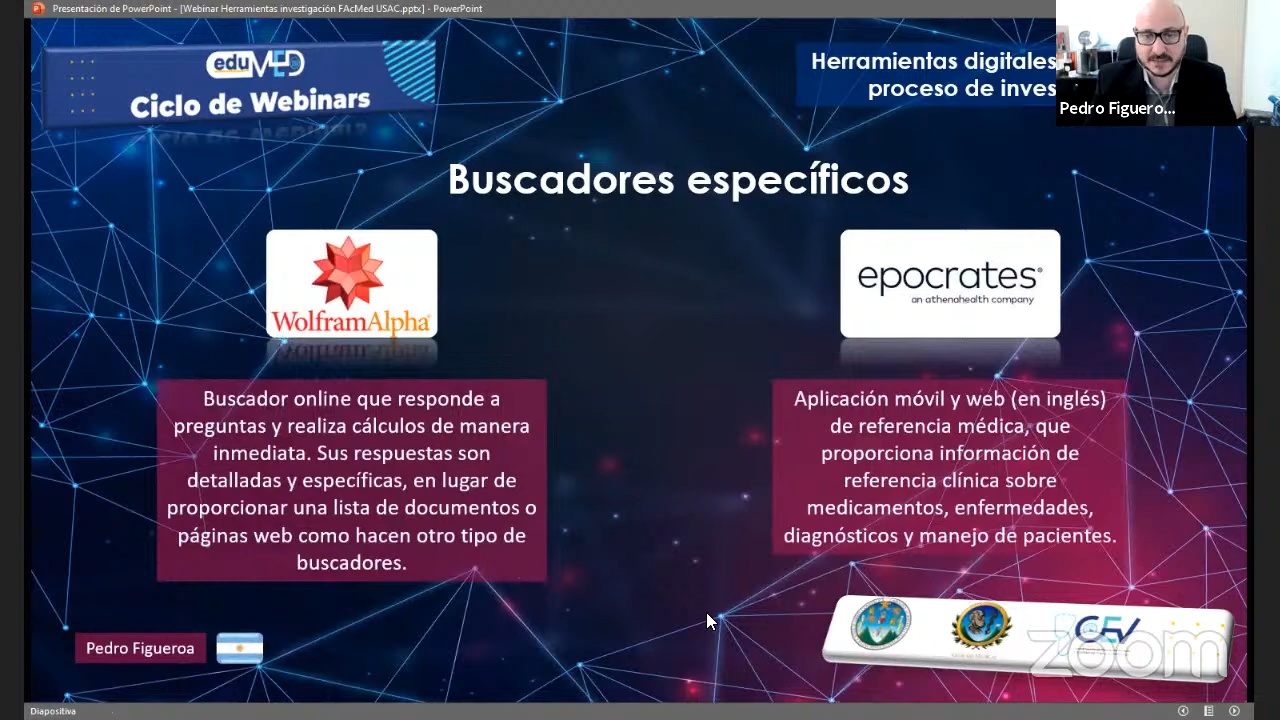 Presentación de PowerPoint - [Webinar Herramientas investigación FAcMed USAC.pptx] - PowerPoint
eduMED
Ciclo de Webinars
Herramientas digitales
proceso de inves
Pedro Figuero...
Buscadores específicos
WolframAlpha
epocrates®
an athenahealth company
Buscador online que responde a
preguntas y realiza cálculos de manera
inmediata. Sus respuestas son
detalladas y específicas, en lugar de
proporcionar una lista de documentos o
páginas web como hacen otro tipo de
buscadores.
Aplicación móvil y web (en inglés)
de referencia médica, que
proporciona información de
referencia clínica sobre
medicamentos, enfermedades,
diagnósticos y manejo de pacientes.
Pedro Figueroa
zoom
Diapositiva